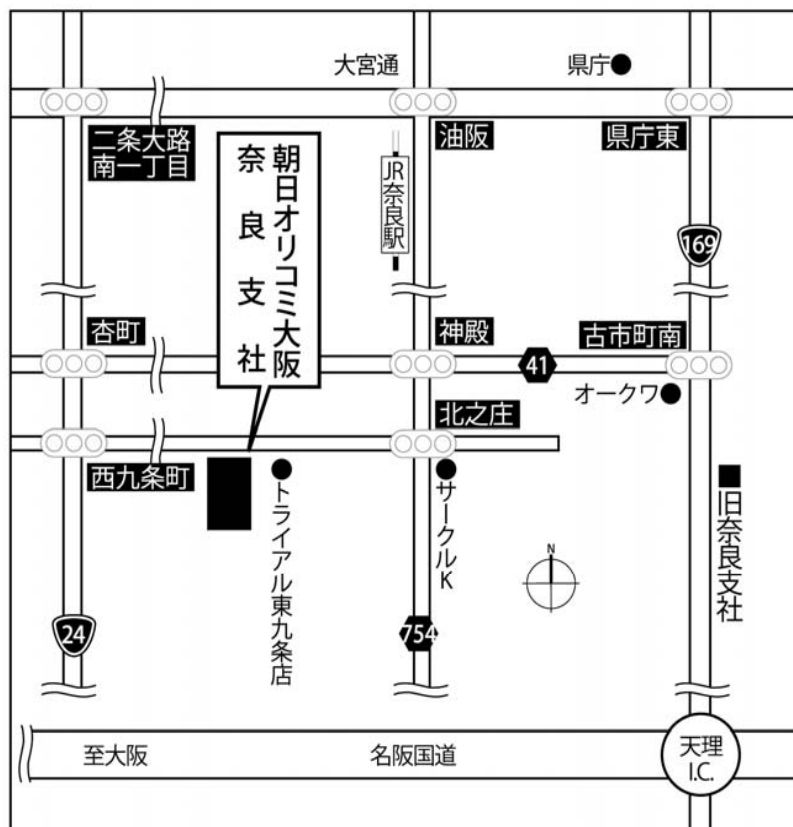 大宮通
県庁
二条大路
南一丁目
油阪
県庁東
朝日オリコミ大阪
奈良支社
JR奈良駅
169
杏町
神殿
古市町南
41
オークワ
北之庄
西九条町
トライアル東九条店
サークルK
旧奈良支社
N
24
754
至大阪
名阪国道
天理
I.C.